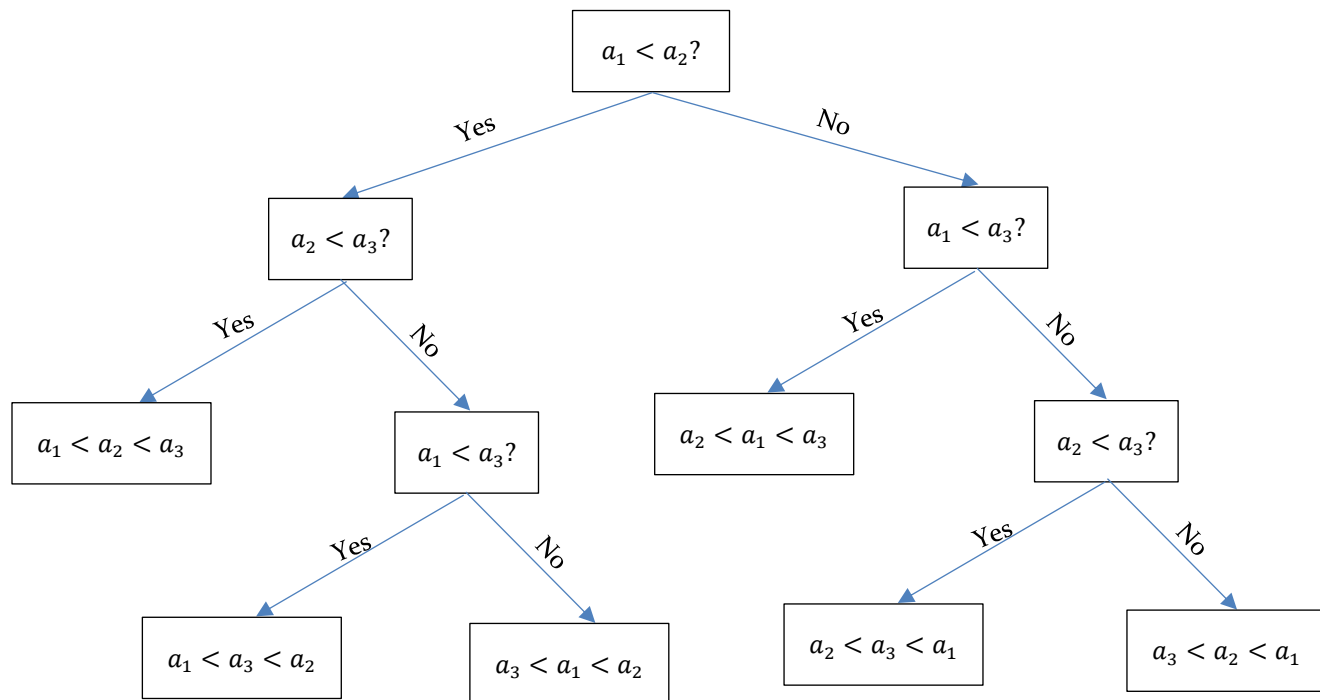 a₁ < a₂?
Yes
No
a₂ < a₃?
a₁ < a₃?
Yes
No
Yes
No
a₁ < a₂ < a₃
a₁ < a₃?
a₂ < a₁ < a₃
a₂ < a₃?
Yes
No
Yes
No
a₁ < a₃ < a₂
a₃ < a₁ < a₂
a₂ < a₃ < a₁
a₃ < a₂ < a₁